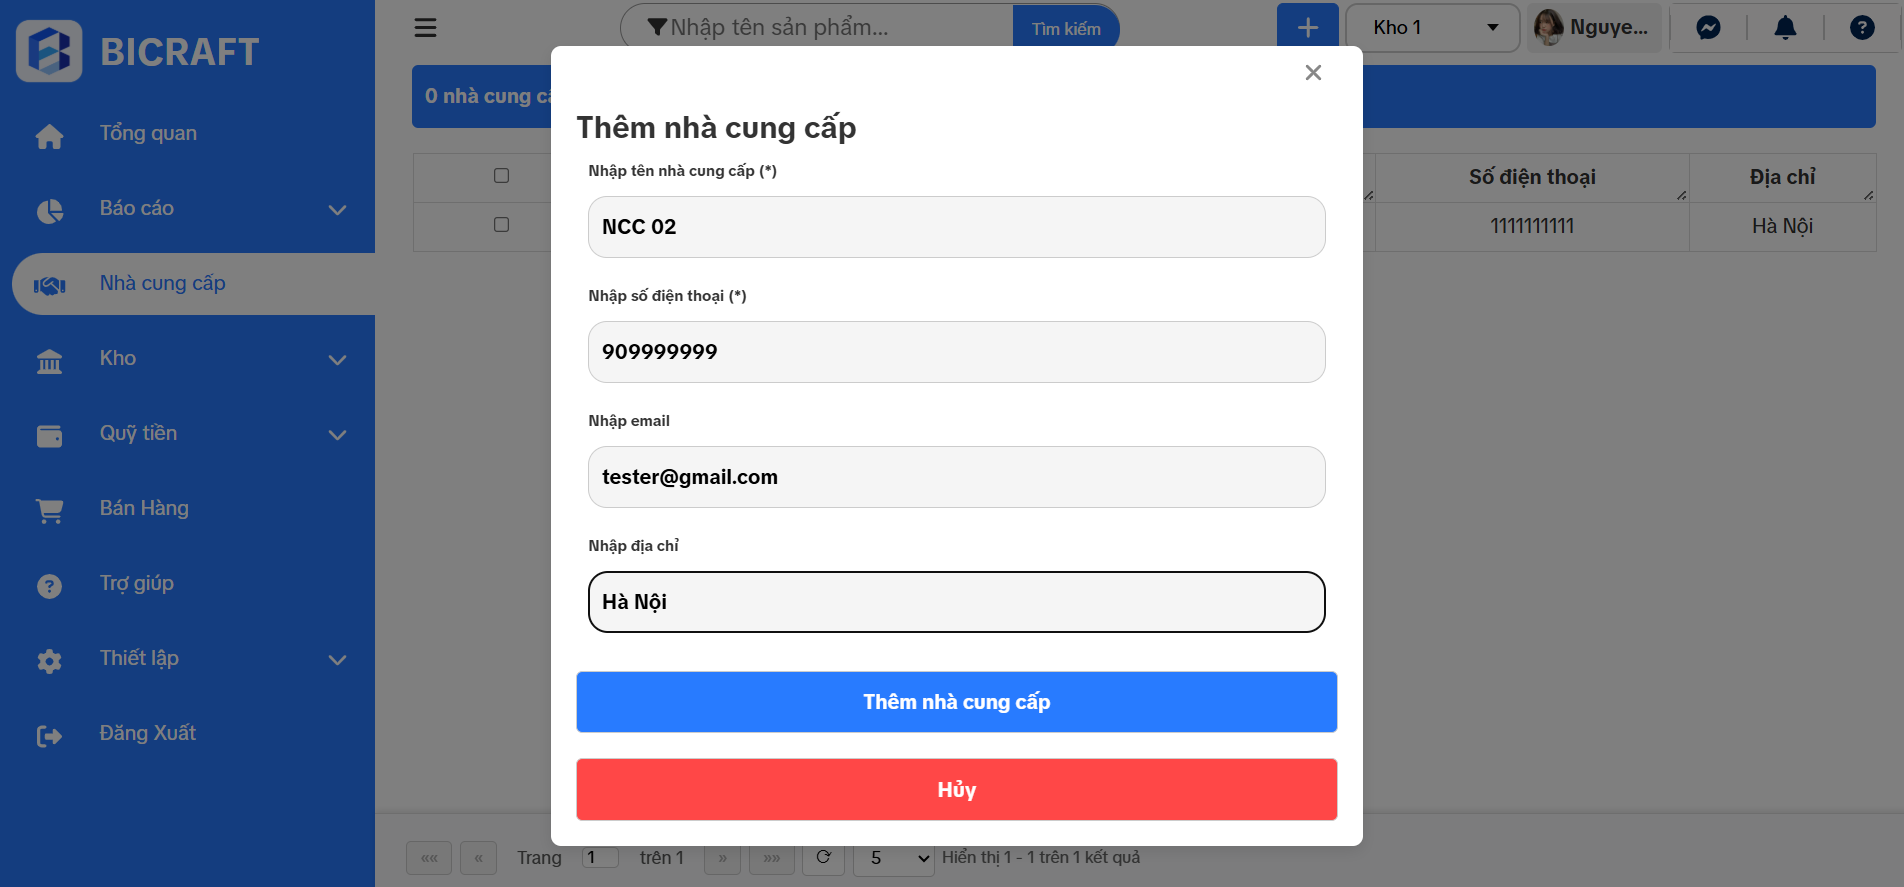 BICRAFT
Tổng quan
Báo cáo
Nhà cung cấp
Kho
Quỹ tiền
Bán Hàng
Trợ giúp
Thiết lập
Đăng Xuất
Nhập tên sản phẩm...
Tìm kiếm
Kho 1
Nguye...
0 nhà cung
Số điện thoại
Địa chỉ
1111111111
Hà Nội
Thêm nhà cung cấp
Nhập tên nhà cung cấp (*)
NCC 02
Nhập số điện thoại (*)
909999999
Nhập email
tester@gmail.com
Nhập địa chỉ
Hà Nội
Thêm nhà cung cấp
Hủy
«« « Trang 1 trên 1 » »» 5 Hiển thị 1 - 1 trên 1 kết quả